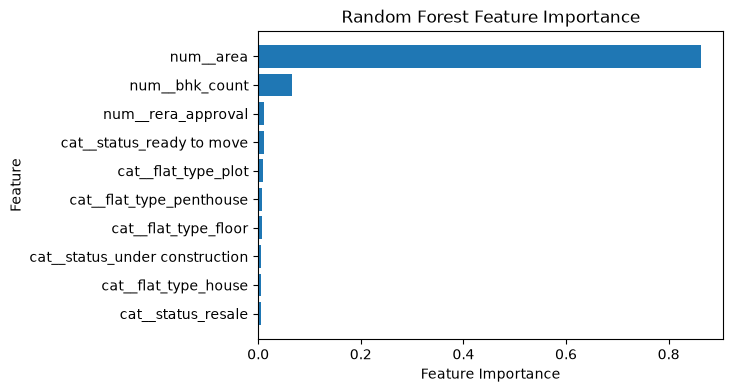 Random Forest Feature Importance
Feature
num__area
num__bhk_count
num__rera_approval
cat__status_ready to move
cat__flat_type_plot
cat__flat_type_penthouse
cat__flat_type_floor
cat__status_under construction
cat__flat_type_house
cat__status_resale
0.0 0.2 0.4 0.6 0.8
Feature Importance